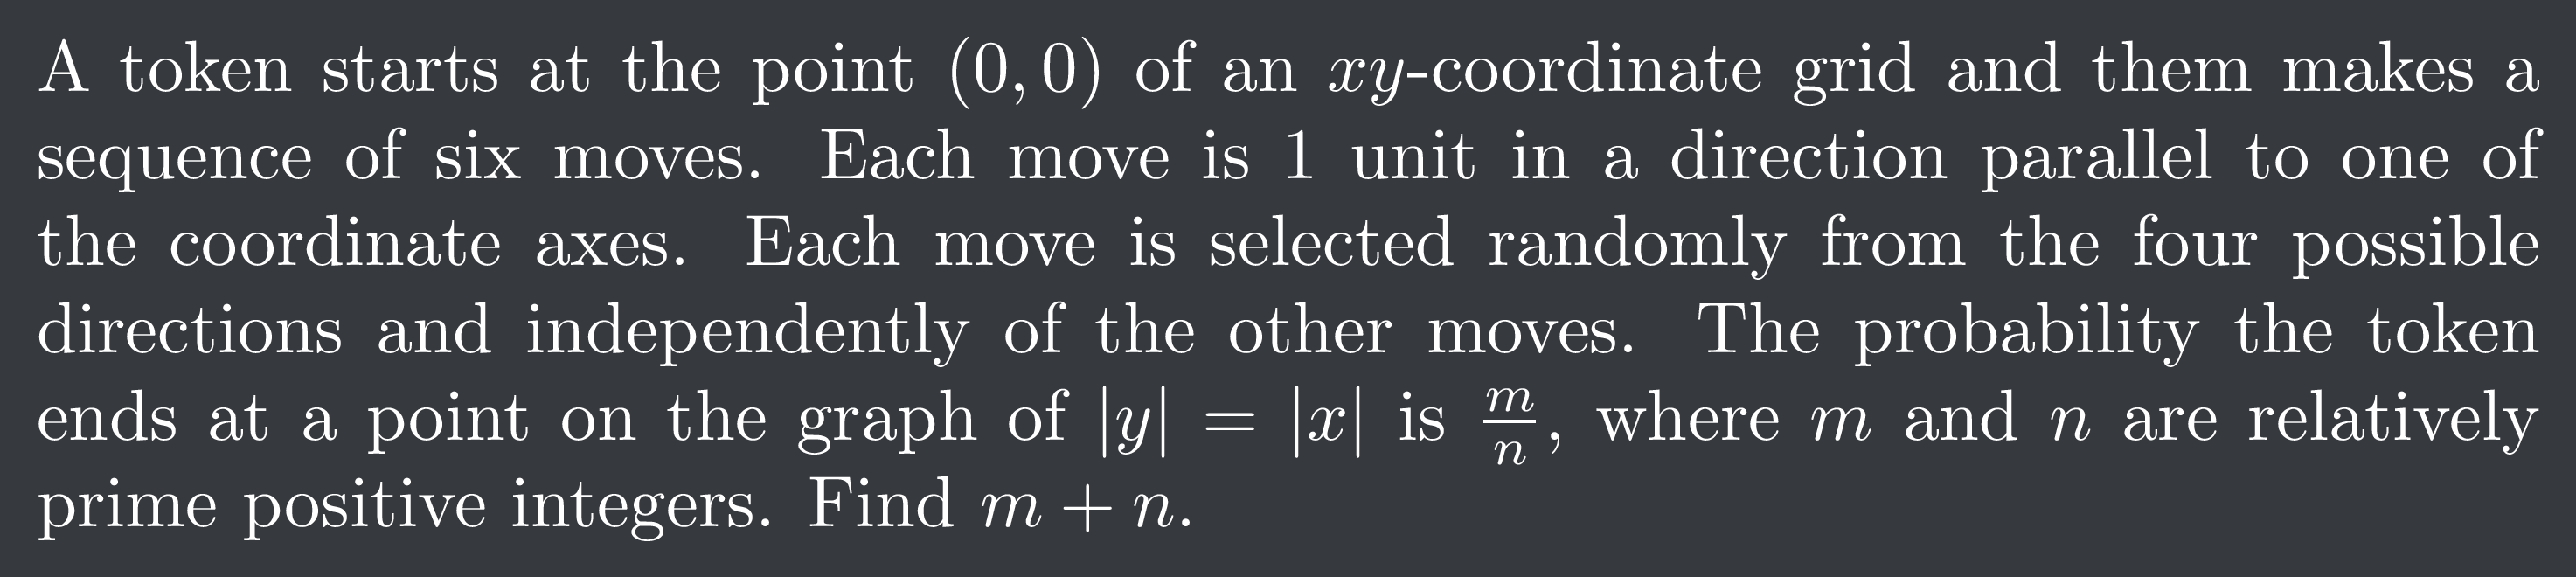 A token starts at the point (0, 0) of an xy-coordinate grid and them makes a
sequence of six moves. Each move is 1 unit in a direction parallel to one of
the coordinate axes. Each move is selected randomly from the four possible
directions and independently of the other moves. The probability the token
ends at a point on the graph of |y| = |x| is m/n, where m and n are relatively
prime positive integers. Find m + n.